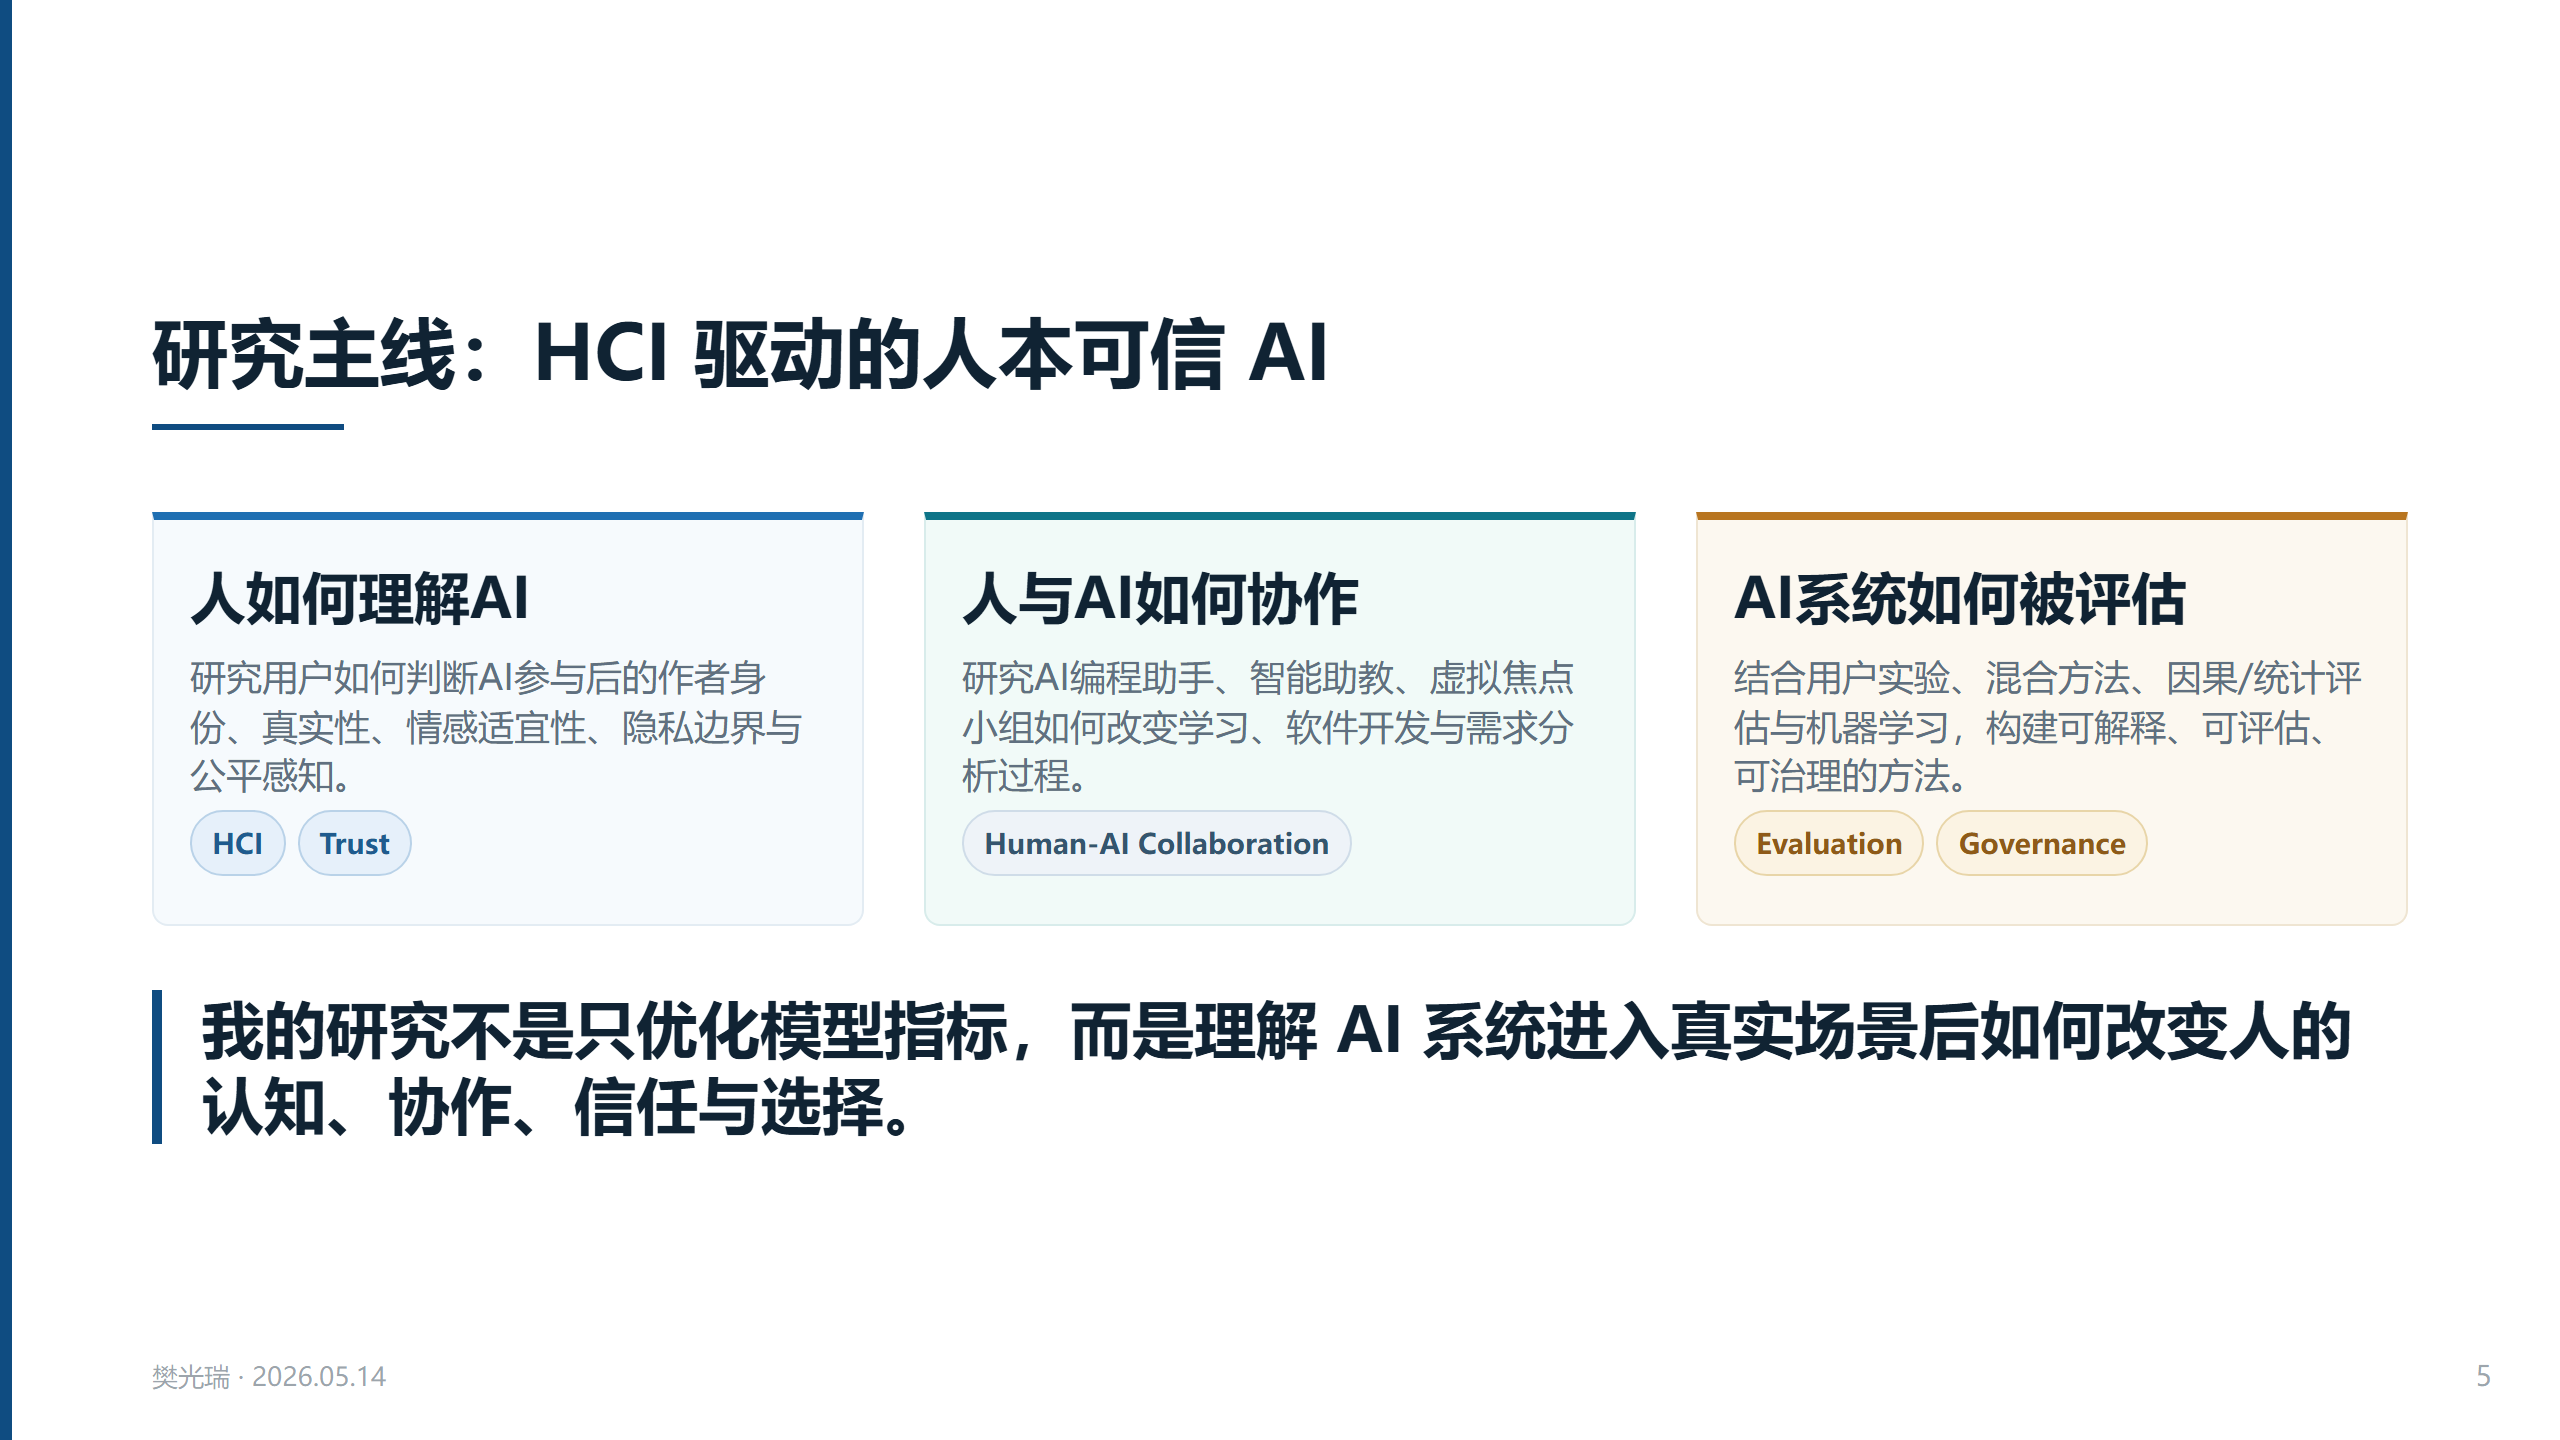 研究主线：HCI 驱动的人本可信 AI
人如何理解AI
研究用户如何判断AI参与后的作者身
份、真实性、情感适宜性、隐私边界与
公平感知。
HCI
Trust
人与AI如何协作
研究AI编程助手、智能助教、虚拟焦点
小组如何改变学习、软件开发与需求分
析过程。
Human-AI Collaboration
AI系统如何被评估
结合用户实验、混合方法、因果/统计评
估与机器学习，构建可解释、可评估、
可治理的方法。
Evaluation
Governance
我的研究不是只优化模型指标，而是理解 AI 系统进入真实场景后如何改变人的
认知、协作、信任与选择。
樊光瑞 · 2026.05.14
5